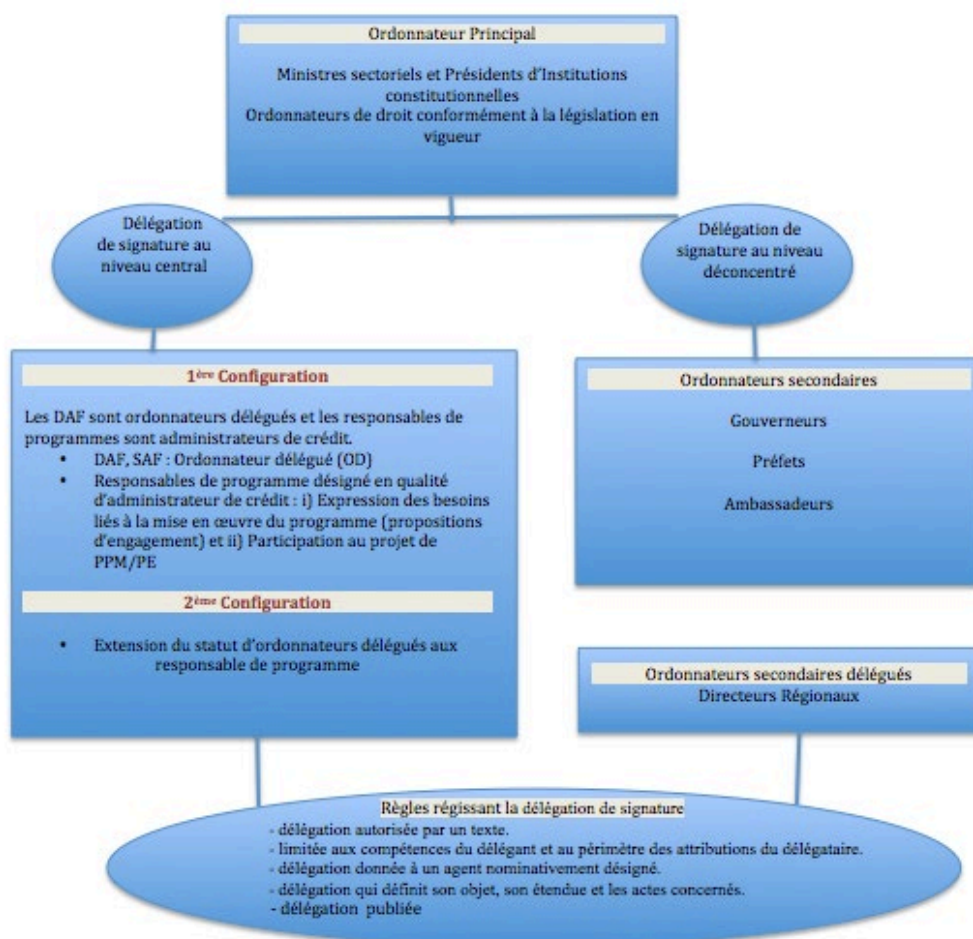 Ordonnateur Principal
Ministres sectoriels et Présidents d'Institutions
constitutionnelles
Ordonnateurs de droit conformément à la législation en
vigueur
Délégation
de signature au
niveau central
Délégation de
signature au niveau
déconcentré
1ère Configuration
Les DAF sont ordonnateurs délégués et les responsables de
programmes sont administrateurs de crédit.
• DAF, SAF : Ordonnateur délégué (OD)
• Responsables de programme désigné en qualité
d'administrateur de crédit : i) Expression des besoins
liés à la mise en œuvre du programme (propositions
d'engagement) et ii) Participation au projet de
PPM/PE
2ème Configuration
• Extension du statut d'ordonnateurs délégués aux
responsable de programme
Ordonnateurs secondaires
Gouverneurs
Préfets
Ambassadeurs
Ordonnateurs secondaires délégués
Directeurs Régionaux
Règles régissant la délégation de signature
- délégation autorisée par un texte.
- limitée aux compétences du délégant et au périmètre des attributions du délégataire.
- délégation donnée à un agent nominativement désigné.
- délégation qui définit son objet, son étendue et les actes concernés.
- délégation publiée